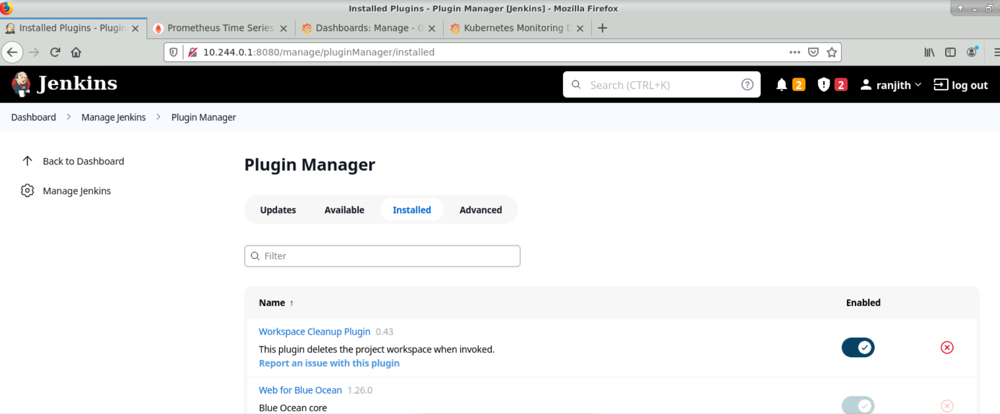 Installed Plugins - Plugin Manager [Jenkins] - Mozilla Firefox
Installed Plugins - Plugin
Prometheus Time Series
Dashboards: Manage - G
Kubernetes Monitoring D
10.244.0.1:8080/manage/pluginManager/installed
Jenkins
Search (CTRL+K)
2
2
ranjith
log out
Dashboard
Manage Jenkins
Plugin Manager
Back to Dashboard
Manage Jenkins
Plugin Manager
Updates
Available
Installed
Advanced
Filter
Name ↑
Enabled
Workspace Cleanup Plugin 0.43
This plugin deletes the project workspace when invoked.
Report an issue with this plugin
Web for Blue Ocean 1.26.0
Blue Ocean core